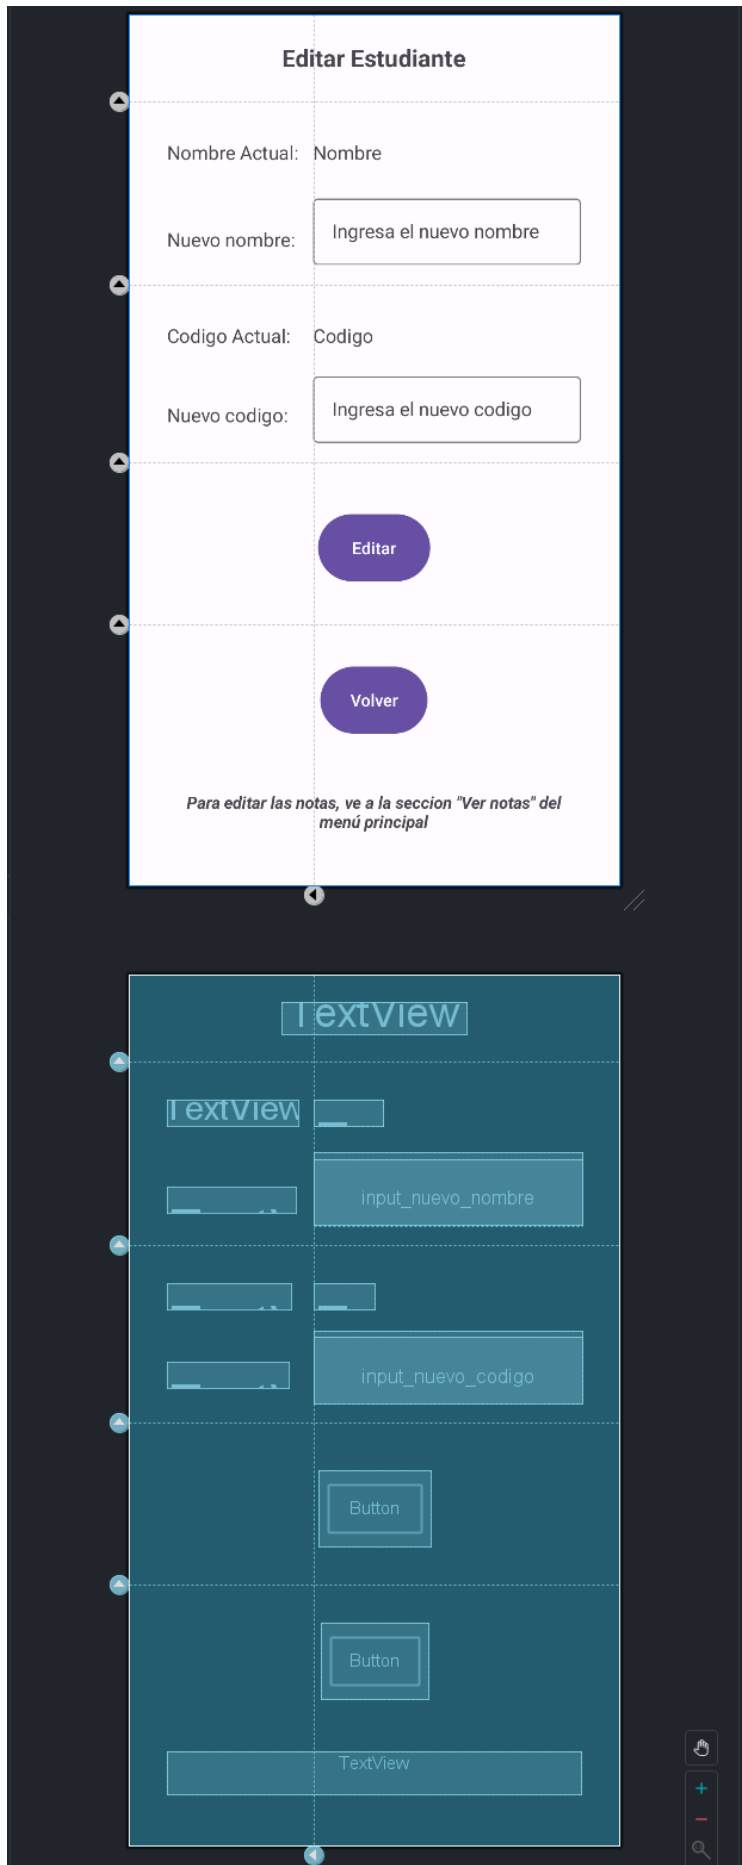 Editar Estudiante
Nombre Actual: Nombre
Nuevo nombre: Ingresa el nuevo nombre
Codigo Actual: Codigo
Nuevo codigo: Ingresa el nuevo codigo
Editar
Volver
Para editar las notas, ve a la seccion "Ver notas" del
menú principal
TextView
TextView
input_nuevo_nombre
input_nuevo_codigo
Button
Button
TextView